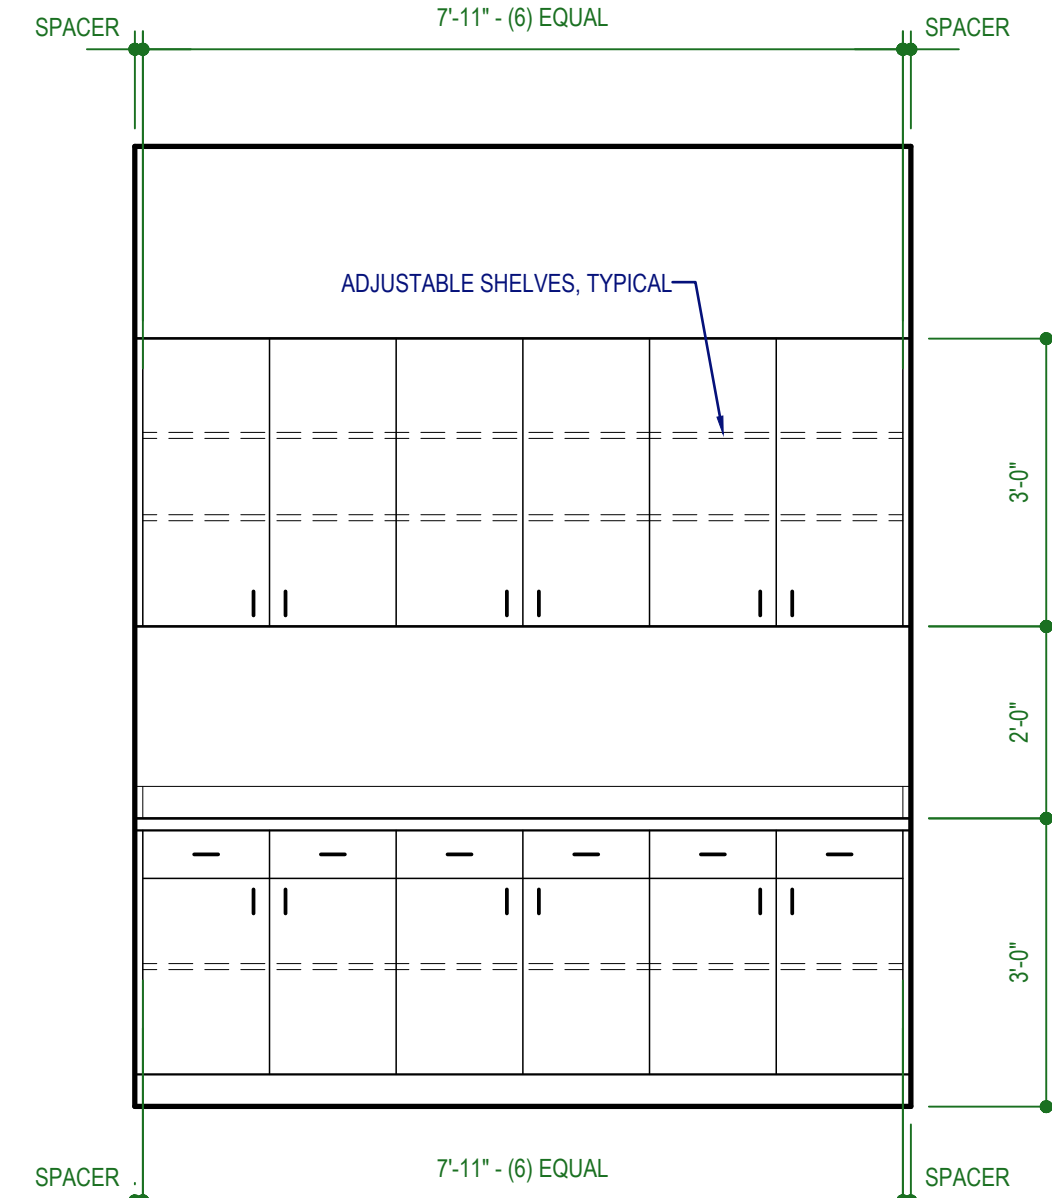 SPACER
7'-11" - (6) EQUAL
SPACER
ADJUSTABLE SHELVES, TYPICAL
3'-0"
2'-0"
3'-0"
SPACER
7'-11" - (6) EQUAL
SPACER